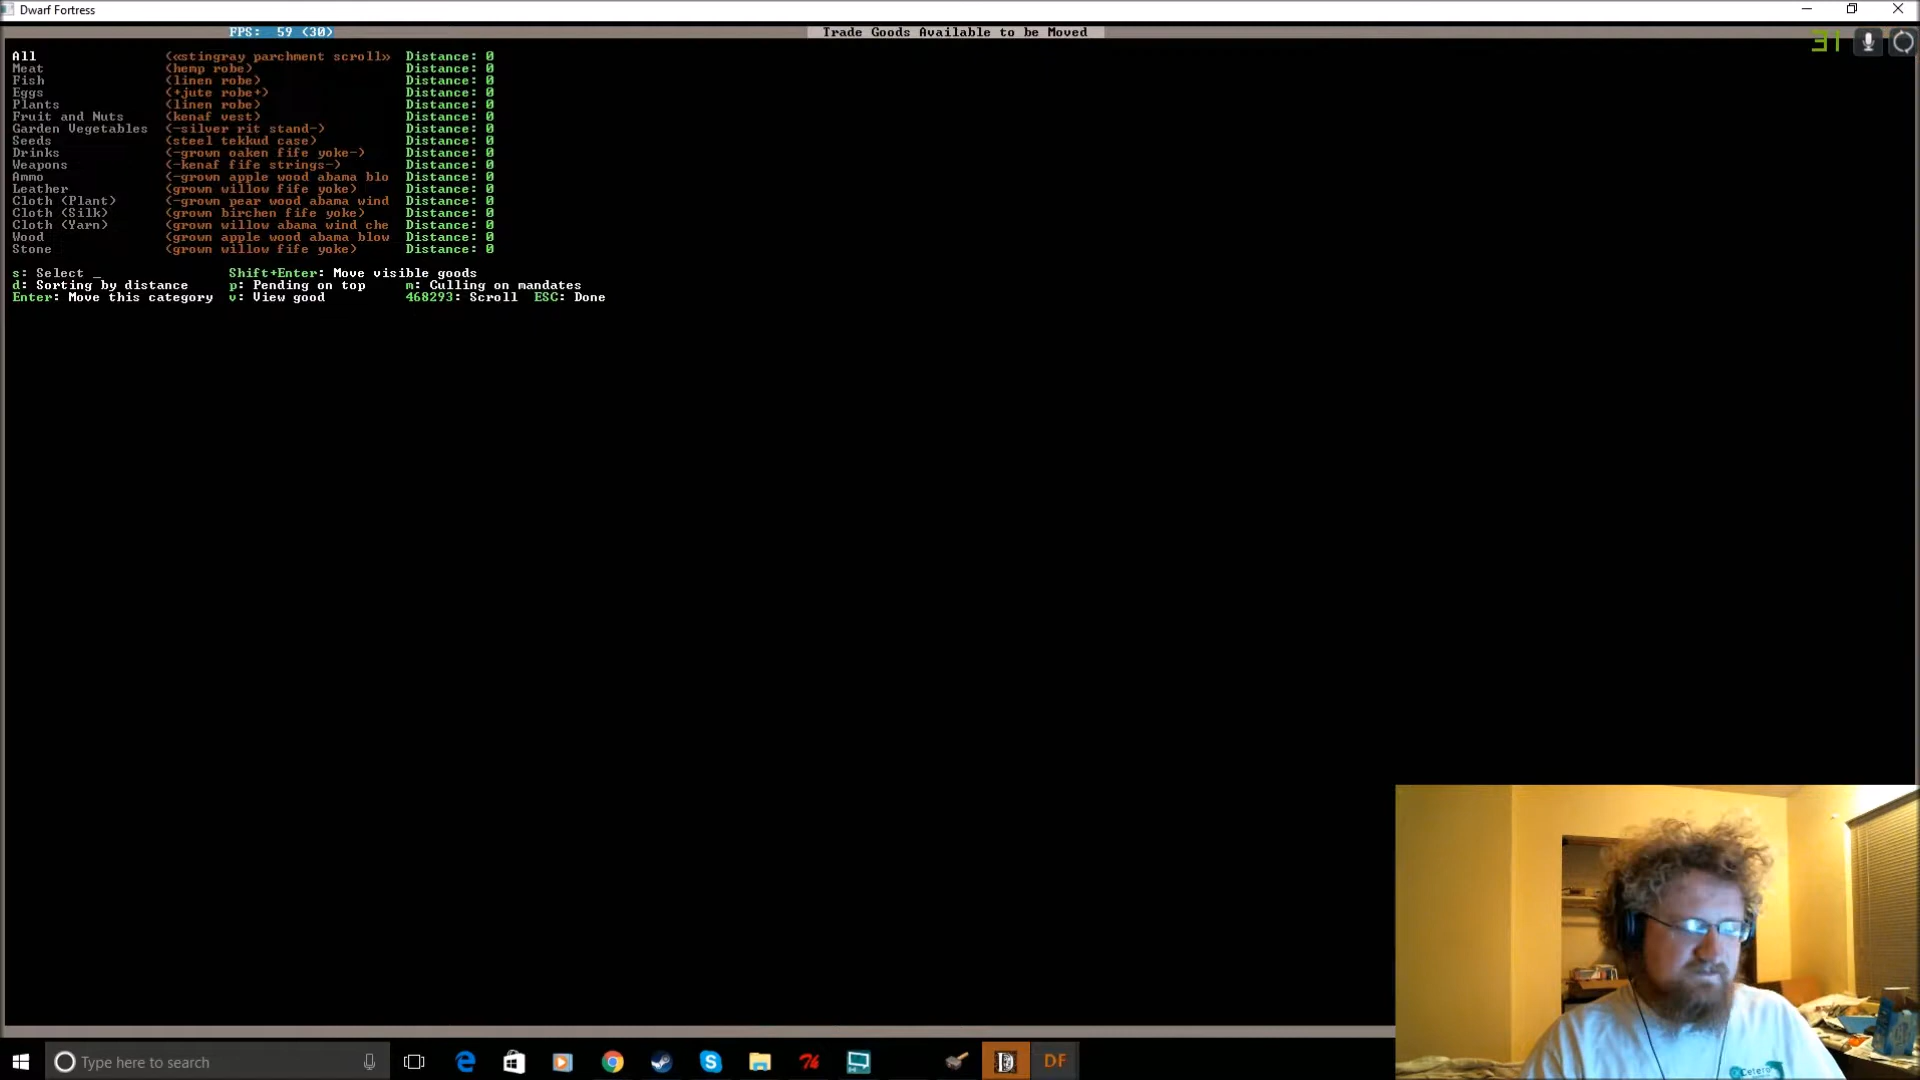 Dwarf Fortress
FPS: 59 (30)
Trade Goods Available to be Moved
31
All («stingray parchment scroll» Distance: 0
Meat (hemp robe) Distance: 0
Fish (linen robe) Distance: 0
Eggs (+jute robe+) Distance: 0
Plants (linen robe) Distance: 0
Fruit and Nuts (kenaf vest) Distance: 0
Garden Vegetables (-silver rit stand-) Distance: 0
Seeds (steel tekkud case) Distance: 0
Drinks (-grown oaken fife yoke-) Distance: 0
Weapons (-kenaf fife strings-) Distance: 0
Ammo (-grown apple wood abama blo Distance: 0
Leather (grown willow fife yoke) Distance: 0
Cloth (Plant) (-grown pear wood abama wind Distance: 0
Cloth (Silk) (grown birchen fife yoke) Distance: 0
Cloth (Yarn) (grown willow abama wind che Distance: 0
Wood (grown apple wood abama blow Distance: 0
Stone (grown willow fife yoke) Distance: 0
s: Select _ Shift+Enter: Move visible goods
d: Sorting by distance p: Pending on top m: Culling on mandates
Enter: Move this category v: View good 468293: Scroll ESC: Done
Cetero
Type here to search
DF